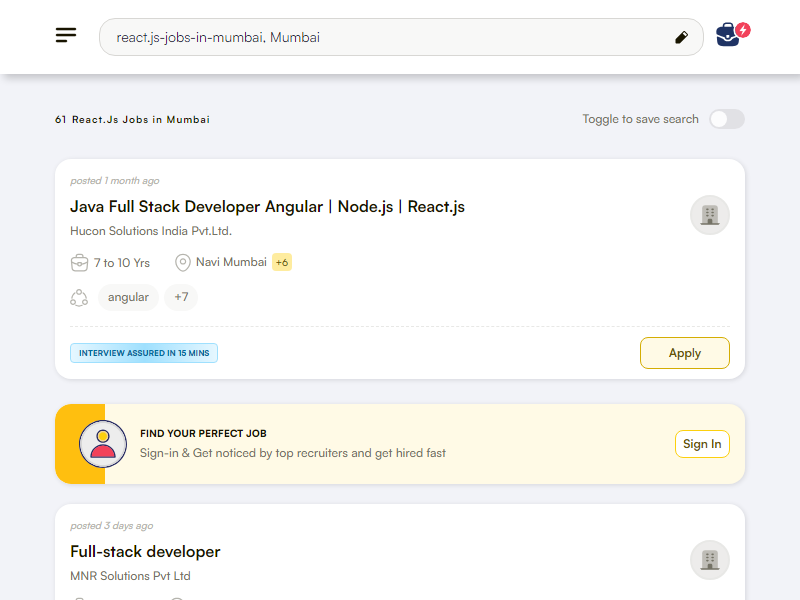 react.js-jobs-in-mumbai, Mumbai
61 React.Js Jobs in Mumbai
Toggle to save search
posted 1 month ago
Java Full Stack Developer Angular | Node.js | React.js
Hucon Solutions India Pvt.Ltd.
7 to 10 Yrs
Navi Mumbai +6
angular +7
INTERVIEW ASSURED IN 15 MINS
Apply
FIND YOUR PERFECT JOB
Sign-in & Get noticed by top recruiters and get hired fast
Sign In
posted 3 days ago
Full-stack developer
MNR Solutions Pvt Ltd